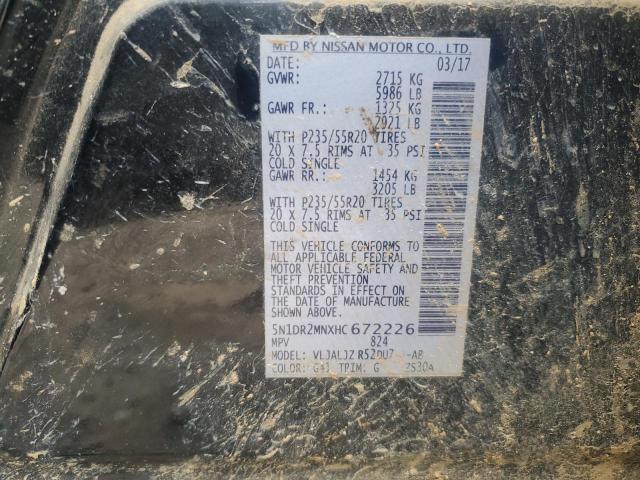 MFD BY NISSAN MOTOR CO., LTD.
DATE: 03/17
GVWR: 2715 KG
5986 LB
GAWR FR.: 1325 KG
2921 LB
WITH P235/55R20 TIRES
20 X 7.5 RIMS AT 35 PSI
COLD SINGLE
GAWR RR.: 1454 KG
3205 LB
WITH P235/55R20 TIRES
20 X 7.5 RIMS AT 35 PSI
COLD SINGLE
THIS VEHICLE CONFORMS TO
ALL APPLICABLE FEDERAL
MOTOR VEHICLE SAFETY AND
THEFT PREVENTION
STANDARDS IN EFFECT ON
THE DATE OF MANUFACTURE
SHOWN ABOVE.
5N1DR2MNXHC672226
MPV 824
MODEL: -AB
COLOR: TRIM: G